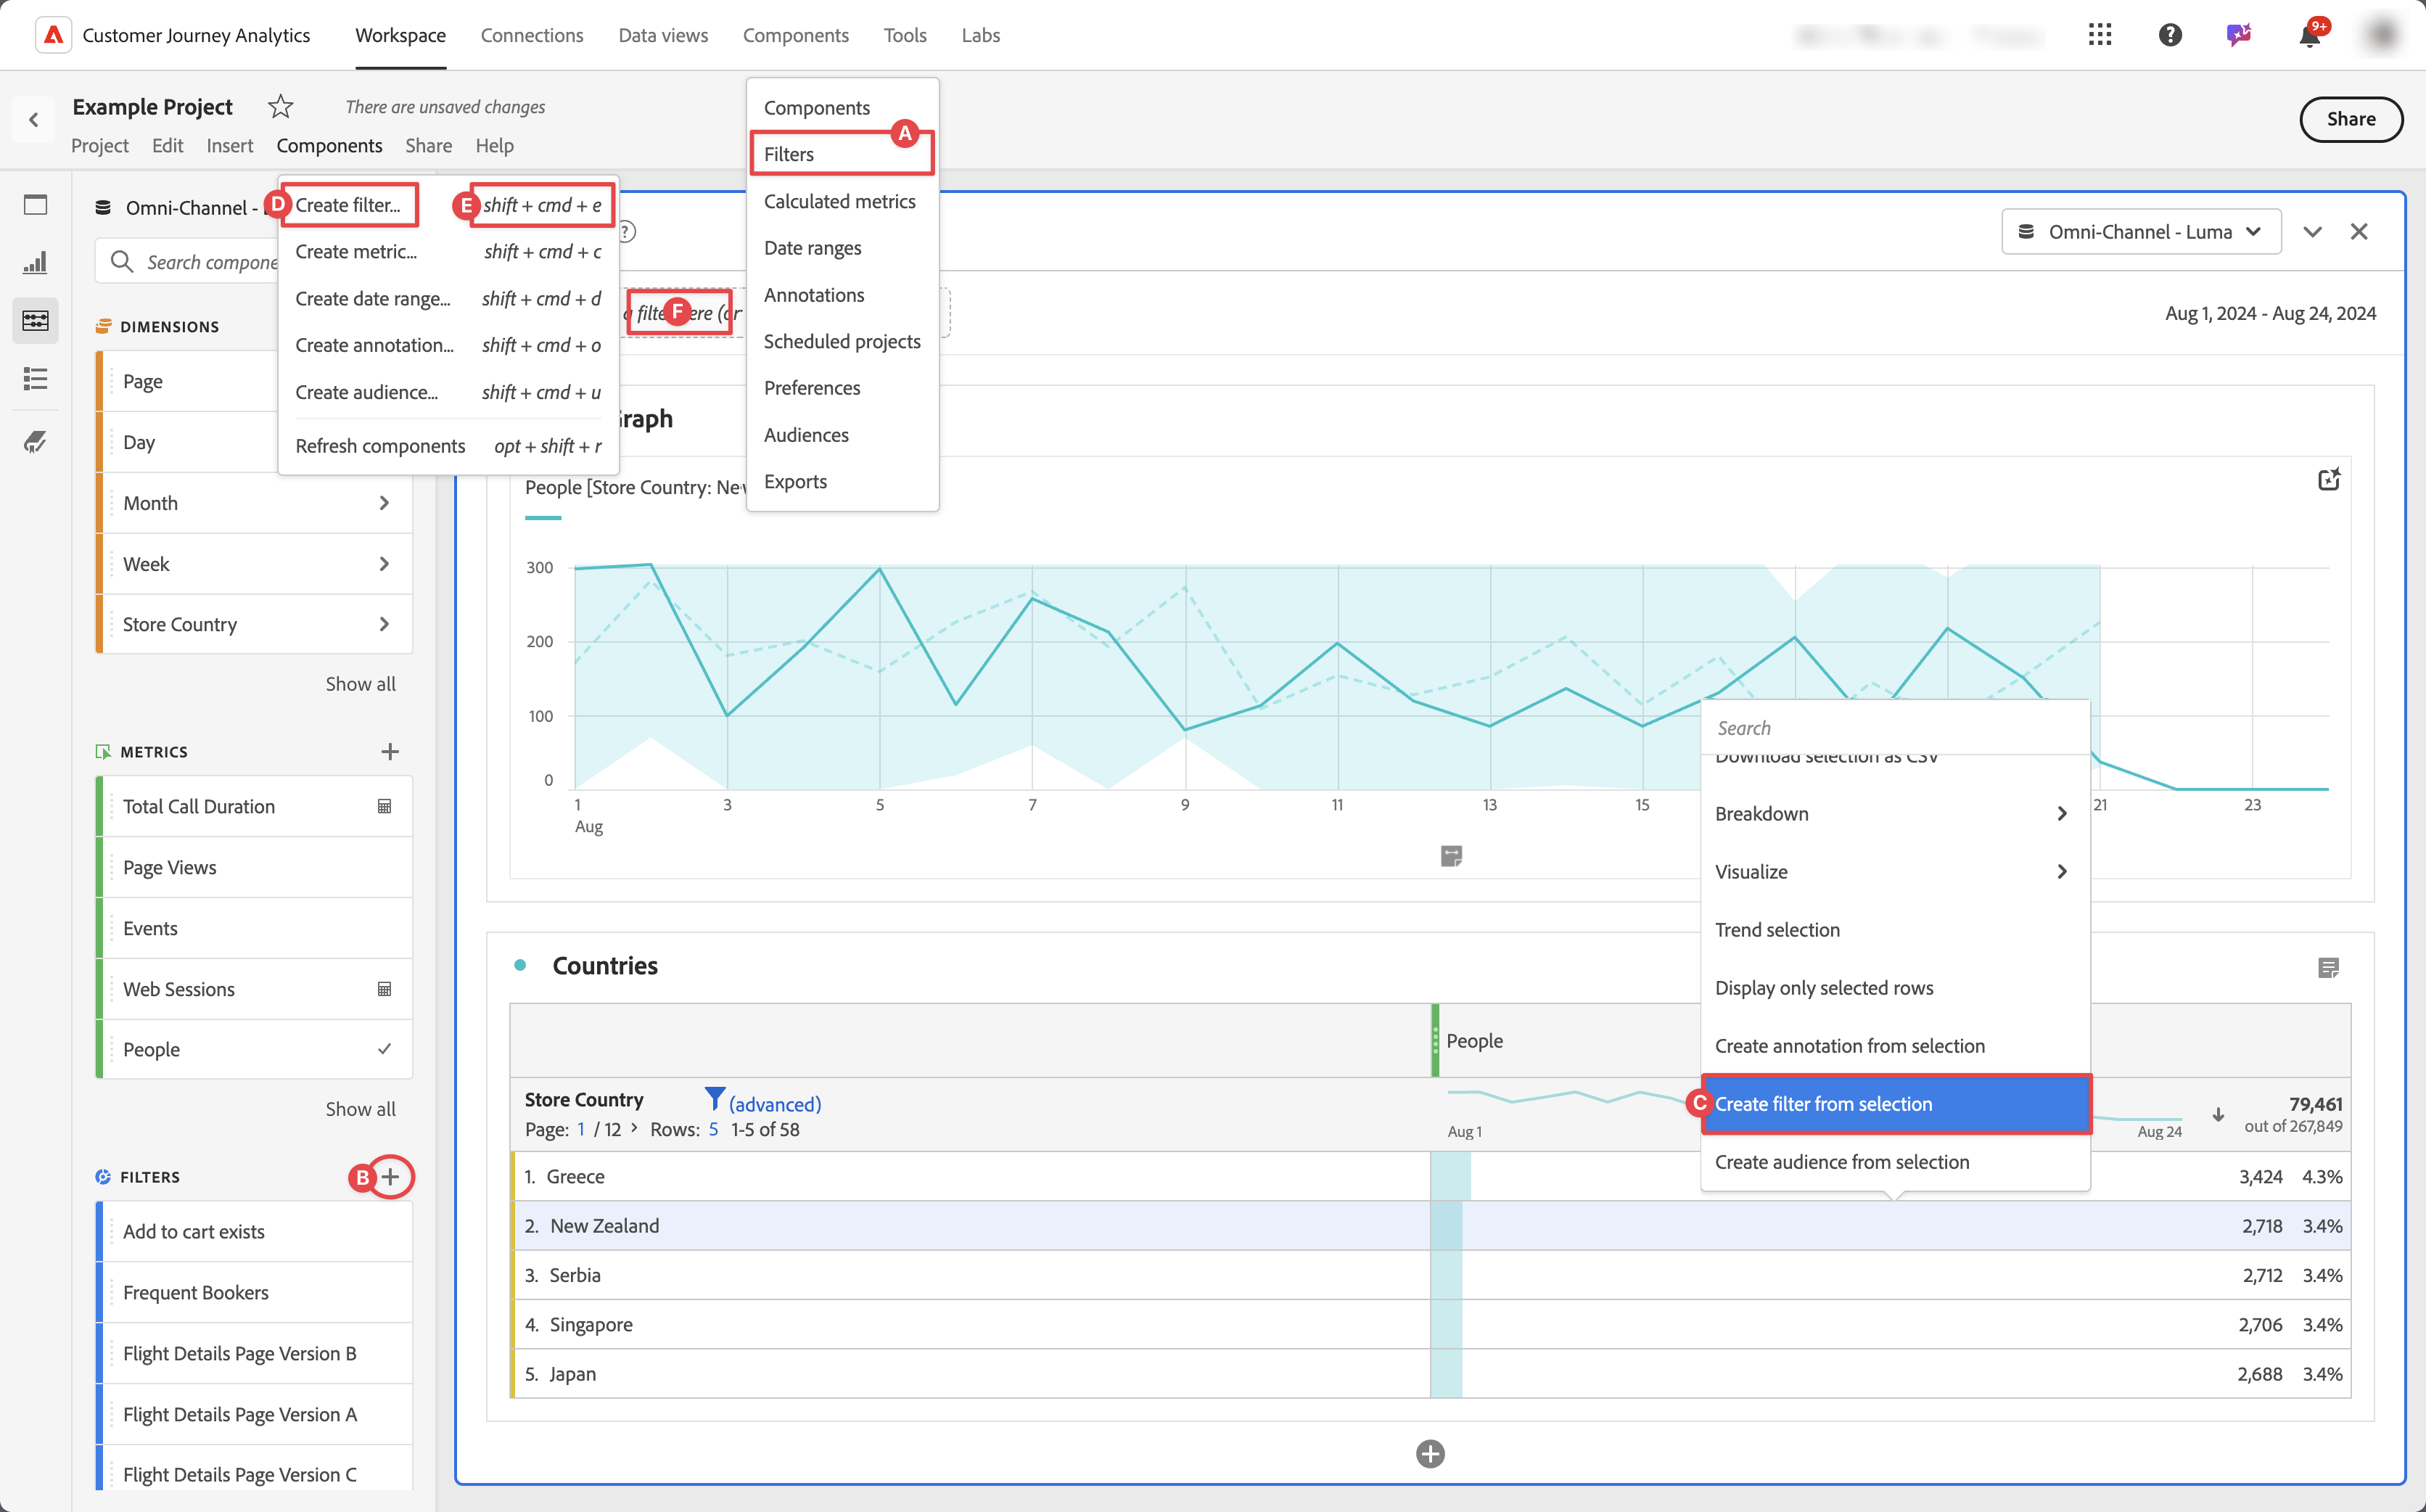 Customer Journey Analytics
Workspace
Connections
Data views
Components
Tools
Labs
9+
Example Project
There are unsaved changes
Share
Project
Edit
Insert
Components
Share
Help
Components
A
Filters
Calculated metrics
Date ranges
Annotations
Scheduled projects
Preferences
Audiences
Exports
D Create filter... E shift + cmd + e
Create metric... shift + cmd + c
Create date range... shift + cmd + d
Create annotation... shift + cmd + o
Create audience... shift + cmd + u
Refresh components opt + shift + r
Omni-Channel -
Search compone
DIMENSIONS
Page
Day
Month
Week
Store Country
Show all
METRICS
Total Call Duration
Page Views
Events
Web Sessions
People
Show all
FILTERS B
Add to cart exists
Frequent Bookers
Flight Details Page Version B
Flight Details Page Version A
Flight Details Page Version C
?
Omni-Channel - Luma
a filte F ere (or
Aug 1, 2024 - Aug 24, 2024
Graph
People [Store Country: New
300
200
100
0
1 3 5 7 9 11 13 15 21 23
Aug
Search
Download selection as CSV
Breakdown
Visualize
Trend selection
Display only selected rows
Create annotation from selection
C Create filter from selection
Create audience from selection
Countries
People
Store Country (advanced)
Page: 1 / 12 > Rows: 5 1-5 of 58
Aug 1
Aug 24
79,461
out of 267,849
1. Greece 3,424 4.3%
2. New Zealand 2,718 3.4%
3. Serbia 2,712 3.4%
4. Singapore 2,706 3.4%
5. Japan 2,688 3.4%